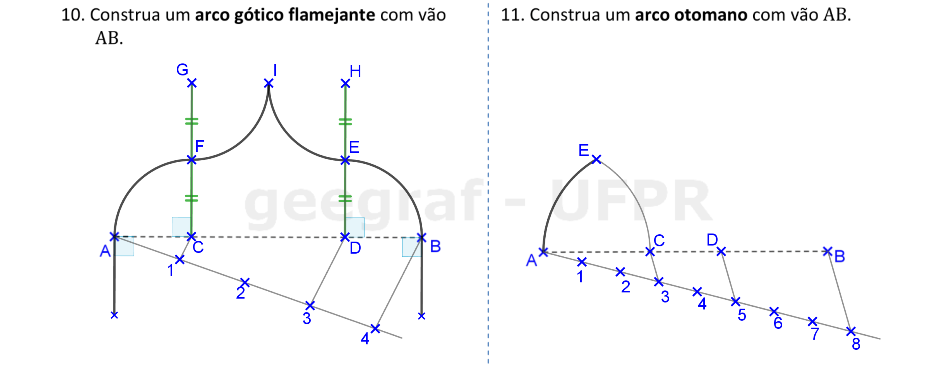 10. Construa um arco gótico flamejante com vão
AB.
G I H
F E
A C D B
1
2
3
4
11. Construa um arco otomano com vão AB.
E
C D
A B
1 2 3 4 5 6 7 8
geegraf - UFPR